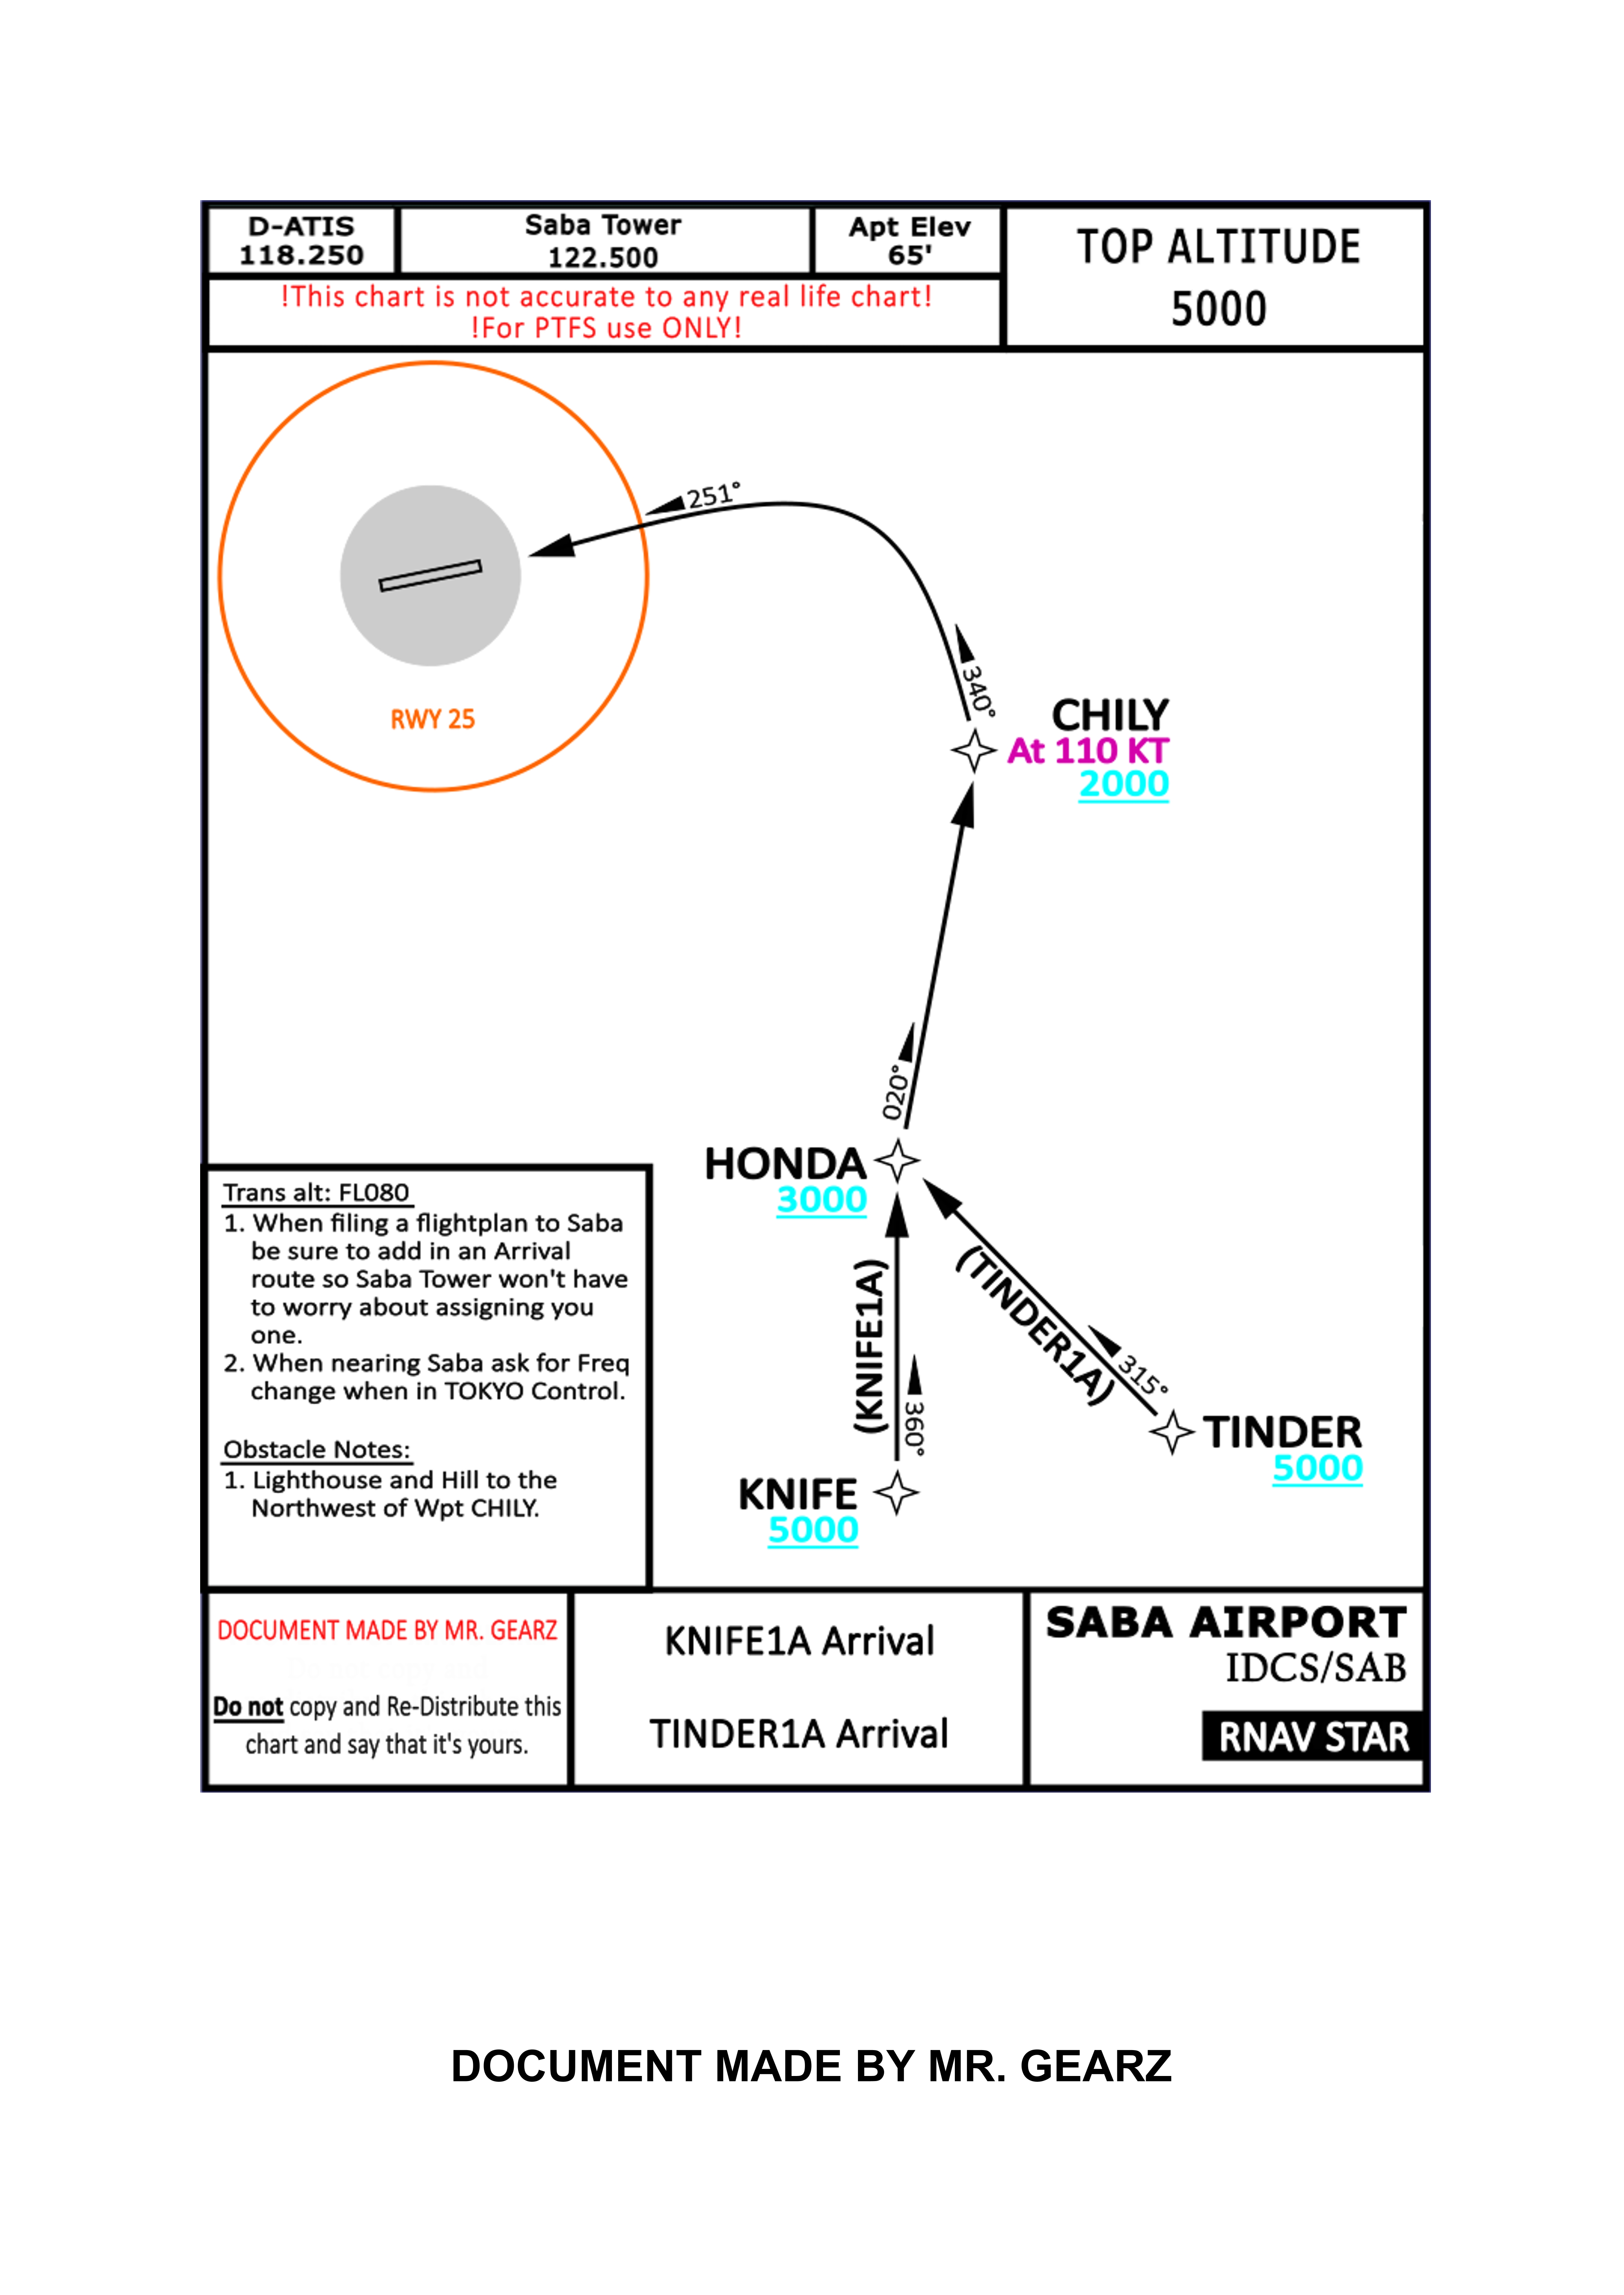 D-ATIS
118.250
Saba Tower
122.500
Apt Elev
65'
TOP ALTITUDE
5000
!This chart is not accurate to any real life chart!
!For PTFS use ONLY!
251°
340°
RWY 25
CHILY
At 110 KT
2000
020°
HONDA
3000
(KNIFE1A)
360°
(TINDER1A)
315°
TINDER
5000
KNIFE
5000
Trans alt: FL080
1. When filing a flightplan to Saba
be sure to add in an Arrival
route so Saba Tower won't have
to worry about assigning you
one.
2. When nearing Saba ask for Freq
change when in TOKYO Control.
Obstacle Notes:
1. Lighthouse and Hill to the
Northwest of Wpt CHILY.
DOCUMENT MADE BY MR. GEARZ
Do not copy and Re-Distribute this
chart and say that it's yours.
KNIFE1A Arrival
TINDER1A Arrival
SABA AIRPORT
IDCS/SAB
RNAV STAR
DOCUMENT MADE BY MR. GEARZ